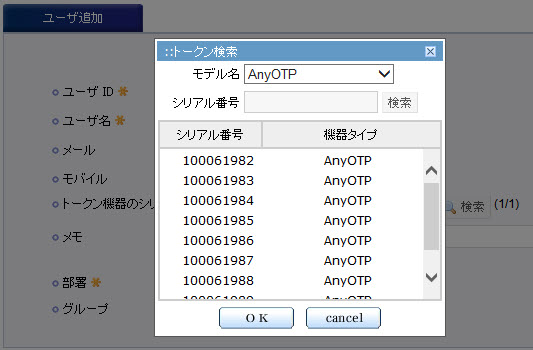 ユーザ追加
::トークン検索
モデル名 AnyOTP
シリアル番号 検索
シリアル番号 機器タイプ
100061982 AnyOTP
100061983 AnyOTP
100061984 AnyOTP
100061985 AnyOTP
100061986 AnyOTP
100061987 AnyOTP
100061988 AnyOTP
100061989 AnyOTP
OK cancel
ユーザ ID *
ユーザ名 *
メール
モバイル
トークン機器のシリ 検索 (1/1)
メモ
部署 *
グループ